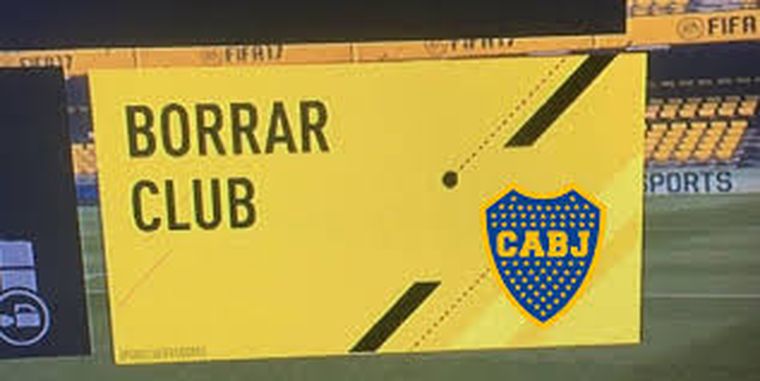 FIFA17
FIFA17
FIFA
BORRAR
CLUB
SPORTS
CABJ